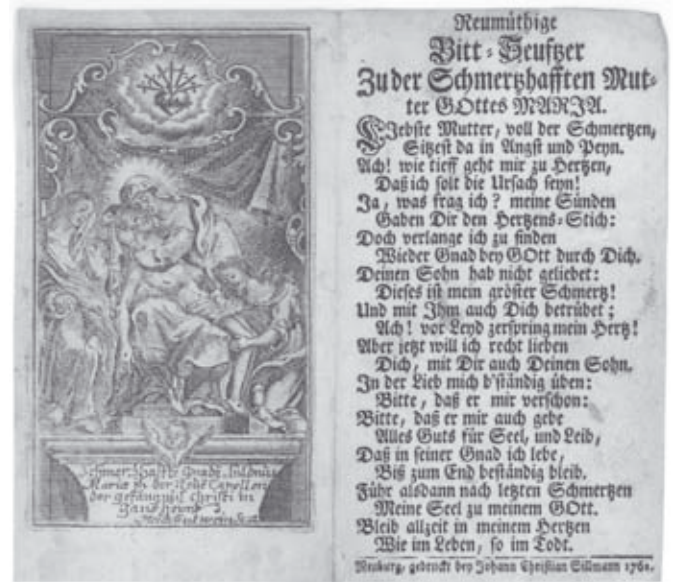 Schmertzhaffte Gnaden Bildnus
Mariæ in der Capellen
der gefängnus Christi in
Reumüthige
Bitt-Seufzer
Zu der Schmertzhafften Mut-
ter GOttes MARJA.
LJebste Mutter, voll der Schmertzen,
Sitzest da in Angst und Peyn.
Ach! wie tieff geht mir zu Hertzen,
Daß ich solt die Ursach seyn!
Ja, was frag ich? meine Sünden
Gaben Dir den Hertzens-Stich:
Doch verlange ich zu finden
Wieder Gnad bey GOtt durch Dich.
Deinen Sohn hab nicht geliebet:
Dieses ist mein gröster Schmertz!
Und mit Ihm auch Dich betrübet;
Ach! vor Leyd zerspring mein Hertz!
Aber jetzt will ich recht lieben
Dich, mit Dir auch Deinen Sohn.
In der Lieb mich b'ständig üben:
Bitte, daß er mir verschon:
Bitte, daß er mir auch gebe
Alles Guts für Seel, und Leib,
Daß in seiner Gnad ich lebe,
Biß zum End beständig bleib.
Führ alsdann nach letzten Schmertzen
Meine Seel zu meinem GOtt.
Bleib allzeit in meinem Hertzen
Wie im Leben, so im Todt.
Neuburg, gedruckt bey Johann Christian Sillmann